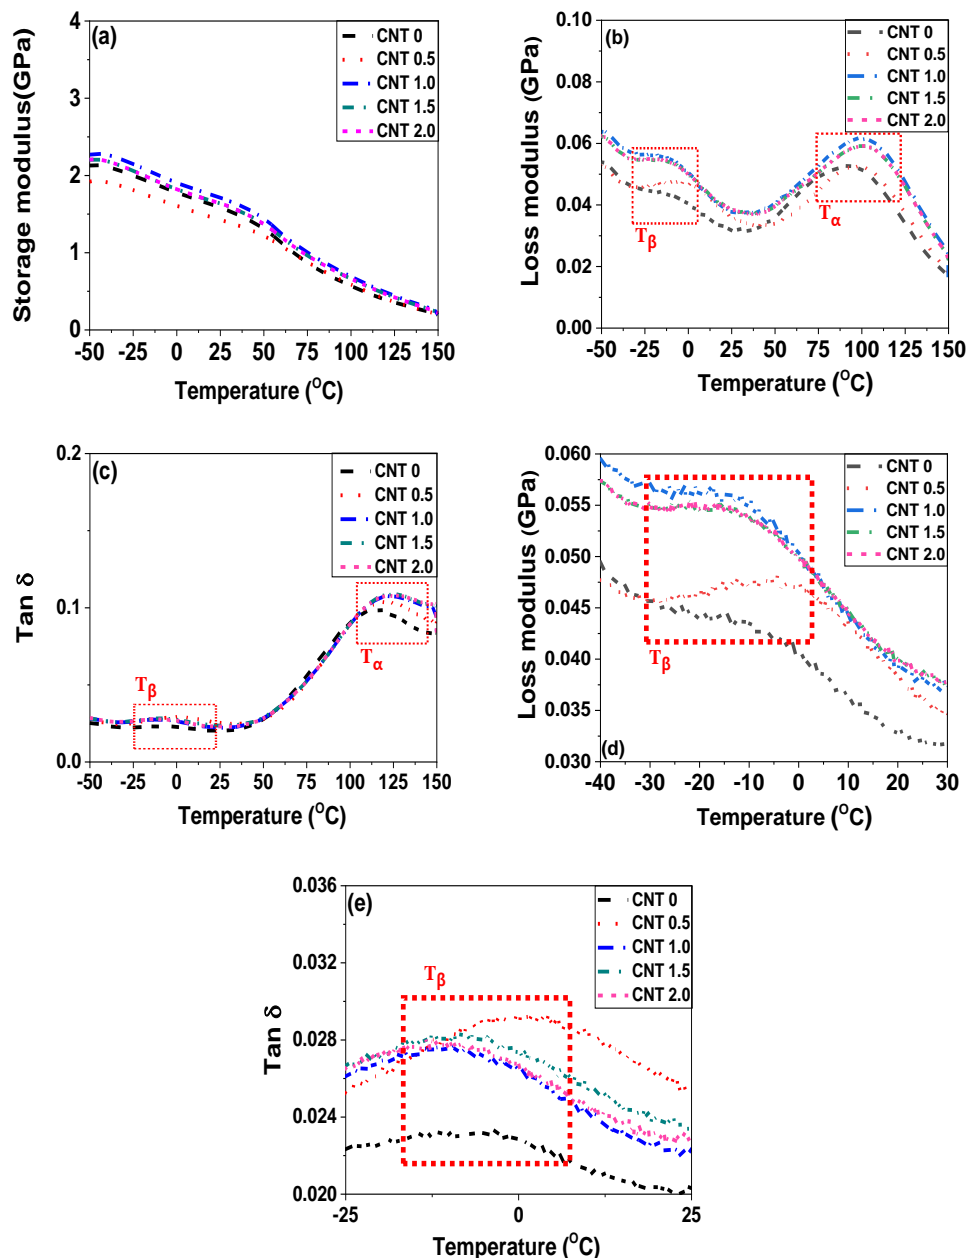 (a)
CNT 0
CNT 0.5
CNT 1.0
CNT 1.5
CNT 2.0
Storage modulus(GPa)
4
3
2
1
0
-50 -25 0 25 50 75 100 125 150
Temperature (°C)
(b)
CNT 0
CNT 0.5
CNT 1.0
CNT 1.5
CNT 2.0
Loss modulus (GPa)
0.10
0.08
0.06
0.04
0.02
0.00
Tβ
Tα
-50 -25 0 25 50 75 100 125 150
Temperature (°C)
(c)
CNT 0
CNT 0.5
CNT 1.0
CNT 1.5
CNT 2.0
Tan δ
0.2
0.1
0.0
Tβ
Tα
-50 -25 0 25 50 75 100 125 150
Temperature (°C)
CNT 0
CNT 0.5
CNT 1.0
CNT 1.5
CNT 2.0
Loss modulus (GPa)
0.060
0.055
0.050
0.045
0.040
0.035
0.030
Tβ
(d)
-40 -30 -20 -10 0 10 20 30
Temperature (°C)
(e)
CNT 0
CNT 0.5
CNT 1.0
CNT 1.5
CNT 2.0
Tan δ
0.036
0.032
0.028
0.024
0.020
Tβ
-25 0 25
Temperature (°C)